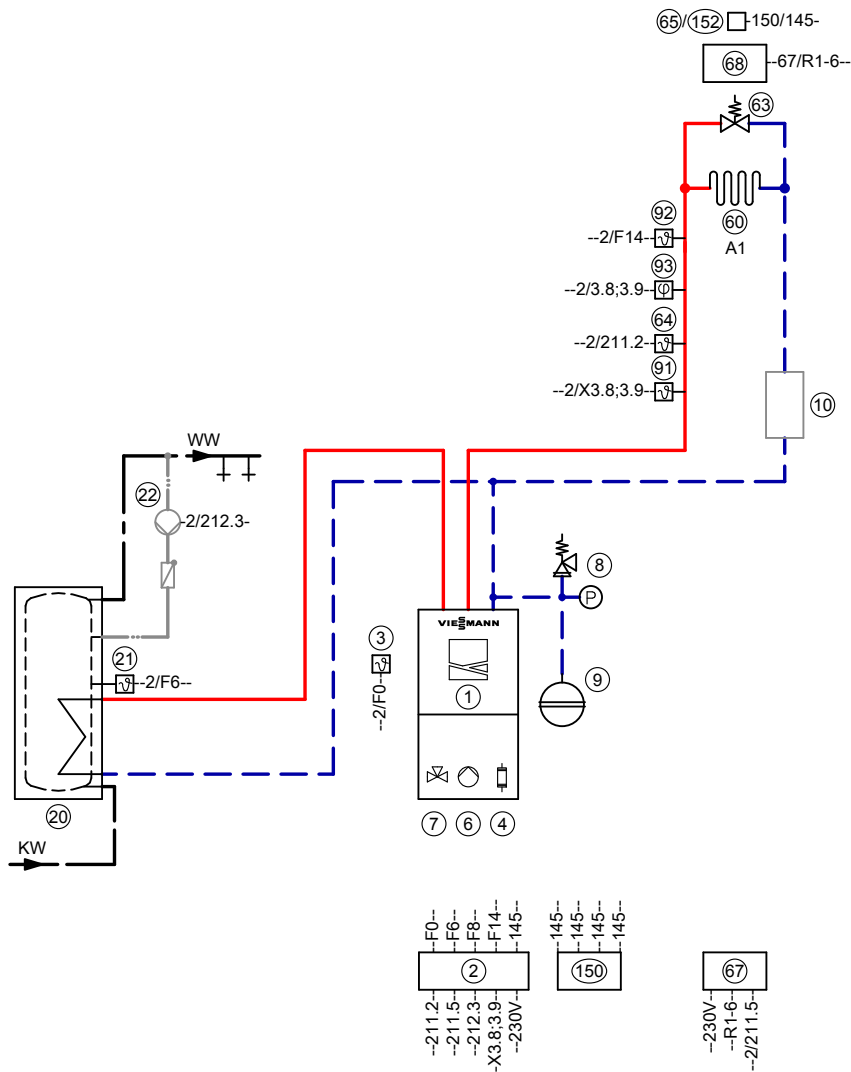 65/152 -150/145-
68 --67/R1-6--
63
60
A1
92
--2/F14--
93
--2/3.8;3.9--
64
--2/211.2--
91
--2/X3.8;3.9--
10
WW
22
-2/212.3-
21
--2/F6--
20
KW
3
--2/F0--
VIESSMANN
1
8
P
9
7 6 4
--F0--
--F6--
--F8--
--F14--
--145--
2
--211.2--
--211.5--
--212.3--
-X3.8;3.9--
--230V--
-145--
-145--
-145--
-145--
150
67
--230V--
--R1-6--
--2/211.5--